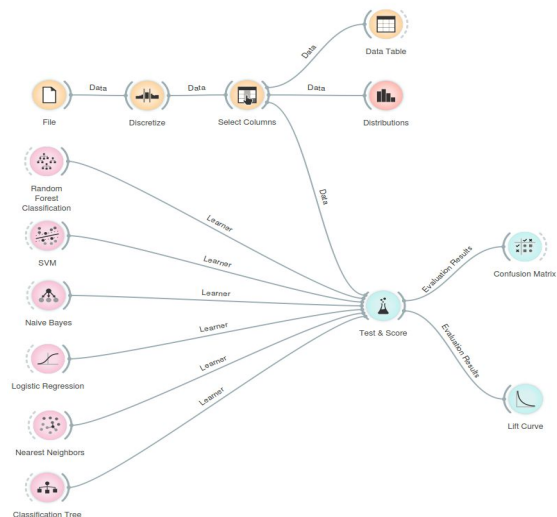 Data
Data Table
Data
Data
Data
File
Discretize
Select Columns
Distributions
Random
Forest
Classification
Learner
Data
SVM
Learner
Evaluation Results
Confusion Matrix
Naive Bayes
Learner
Test & Score
Logistic Regression
Learner
Evaluation Results
Nearest Neighbors
Learner
Lift Curve
Learner
Classification Tree